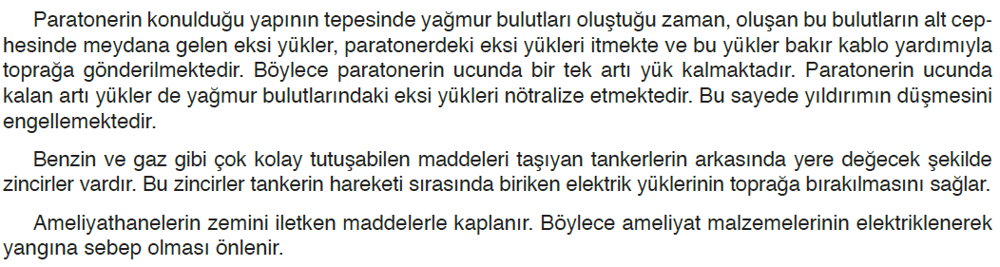 Paratonerin konulduğu yapının tepesinde yağmur bulutları oluştuğu zaman, oluşan bu bulutların alt cep-
hesinde meydana gelen eksi yükler, paratonerdeki eksi yükleri itmekte ve bu yükler bakır kablo yardımıyla
toprağa gönderilmektedir. Böylece paratonerin ucunda bir tek artı yük kalmaktadır. Paratonerin ucunda
kalan artı yükler de yağmur bulutlarındaki eksi yükleri nötralize etmektedir. Bu sayede yıldırımın düşmesini
engellemektedir.
Benzin ve gaz gibi çok kolay tutuşabilen maddeleri taşıyan tankerlerin arkasında yere değecek şekilde
zincirler vardır. Bu zincirler tankerin hareketi sırasında biriken elektrik yüklerinin toprağa bırakılmasını sağlar.
Ameliyathanelerin zemini iletken maddelerle kaplanır. Böylece ameliyat malzemelerinin elektriklenerek
yangına sebep olması önlenir.